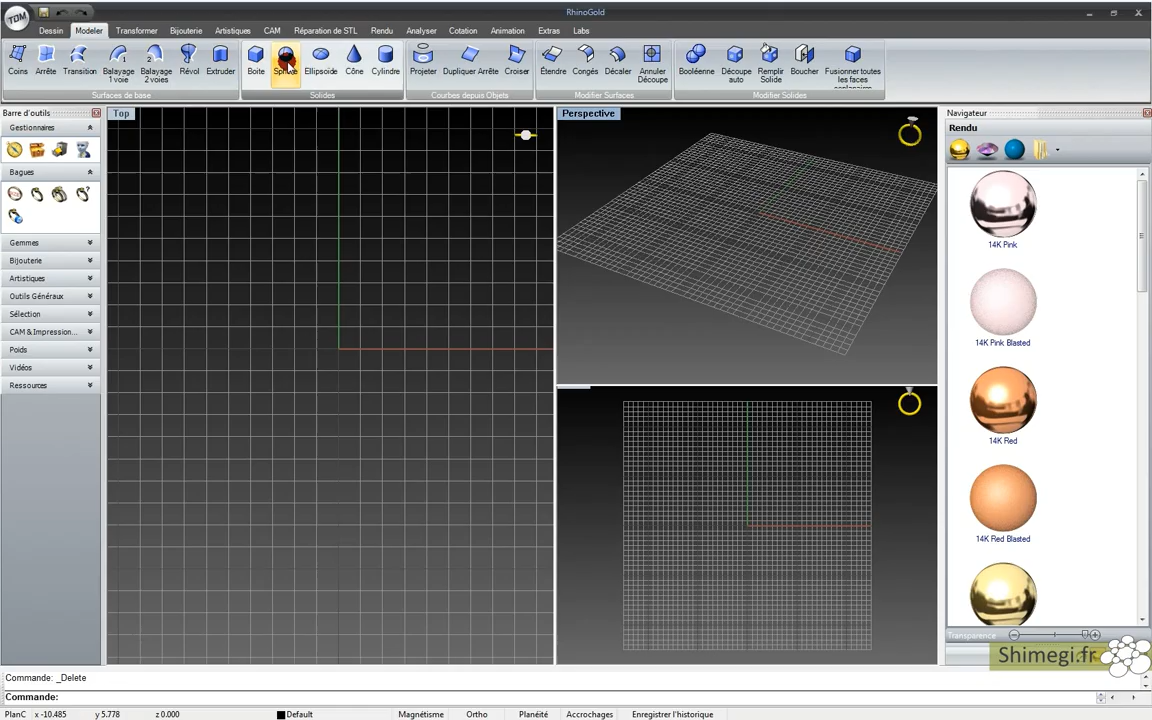 RhinoGold
TDM
Dessin Modeler Transformer Bijouterie Artistiques CAM Réparation de STL Rendu Analyser Cotation Animation Extras Labs
Coins Arrête Transition Balayage 1 voie Balayage 2 voies Révol Extruder Boite Sphère Ellipsoide Cône Cylindre Projeter Dupliquer Arrête Croiser Étendre Congés Décaler Annuler Découpe Booléenne Découpe auto Remplir Solide Boucher Fusionner toutes les faces
Surfaces de base Solides Courbes depuis Objets Modifier Surfaces Modifier Solides
Barre d'outils
Gestionnaires
Bagues
Gemmes
Bijouterie
Artistiques
Outils Généraux
Sélection
CAM & Impression...
Poids
Vidéos
Ressources
Top
Perspective
Navigateur
Rendu
14K Pink
14K Pink Blasted
14K Red
14K Red Blasted
Transparence
Shimegi.fr
Commande: _Delete
Commande:
PlanC x -10.485 y 5.778 z 0.000 Default Magnétisme Ortho Planéité Accrochages Enregistrer l'historique